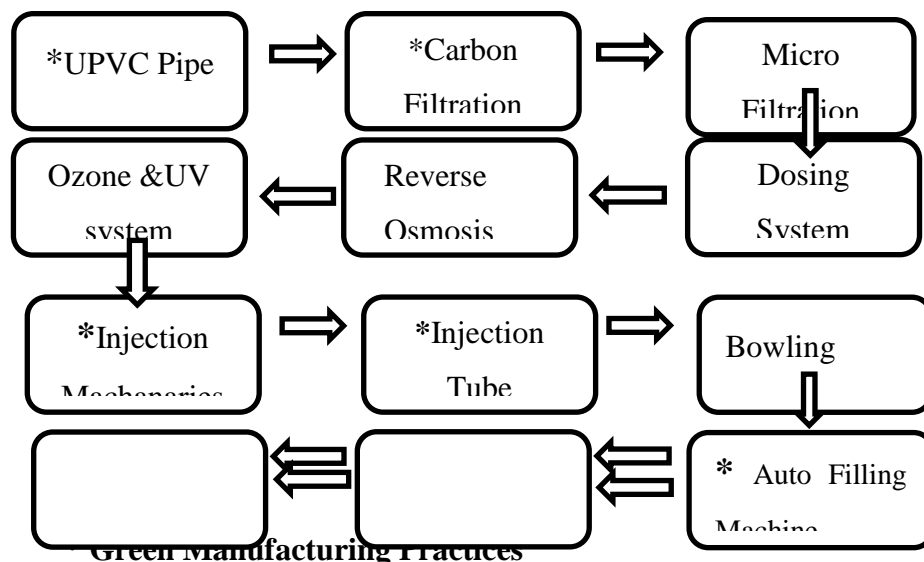 *UPVC Pipe
*Carbon
Filtration
Micro
Filtration
Ozone &UV
system
Reverse
Osmosis
Dosing
System
*Injection
Machanaries
*Injection
Tube
Bowling
* Auto Filling
Machine
* Green Manufacturing Practices